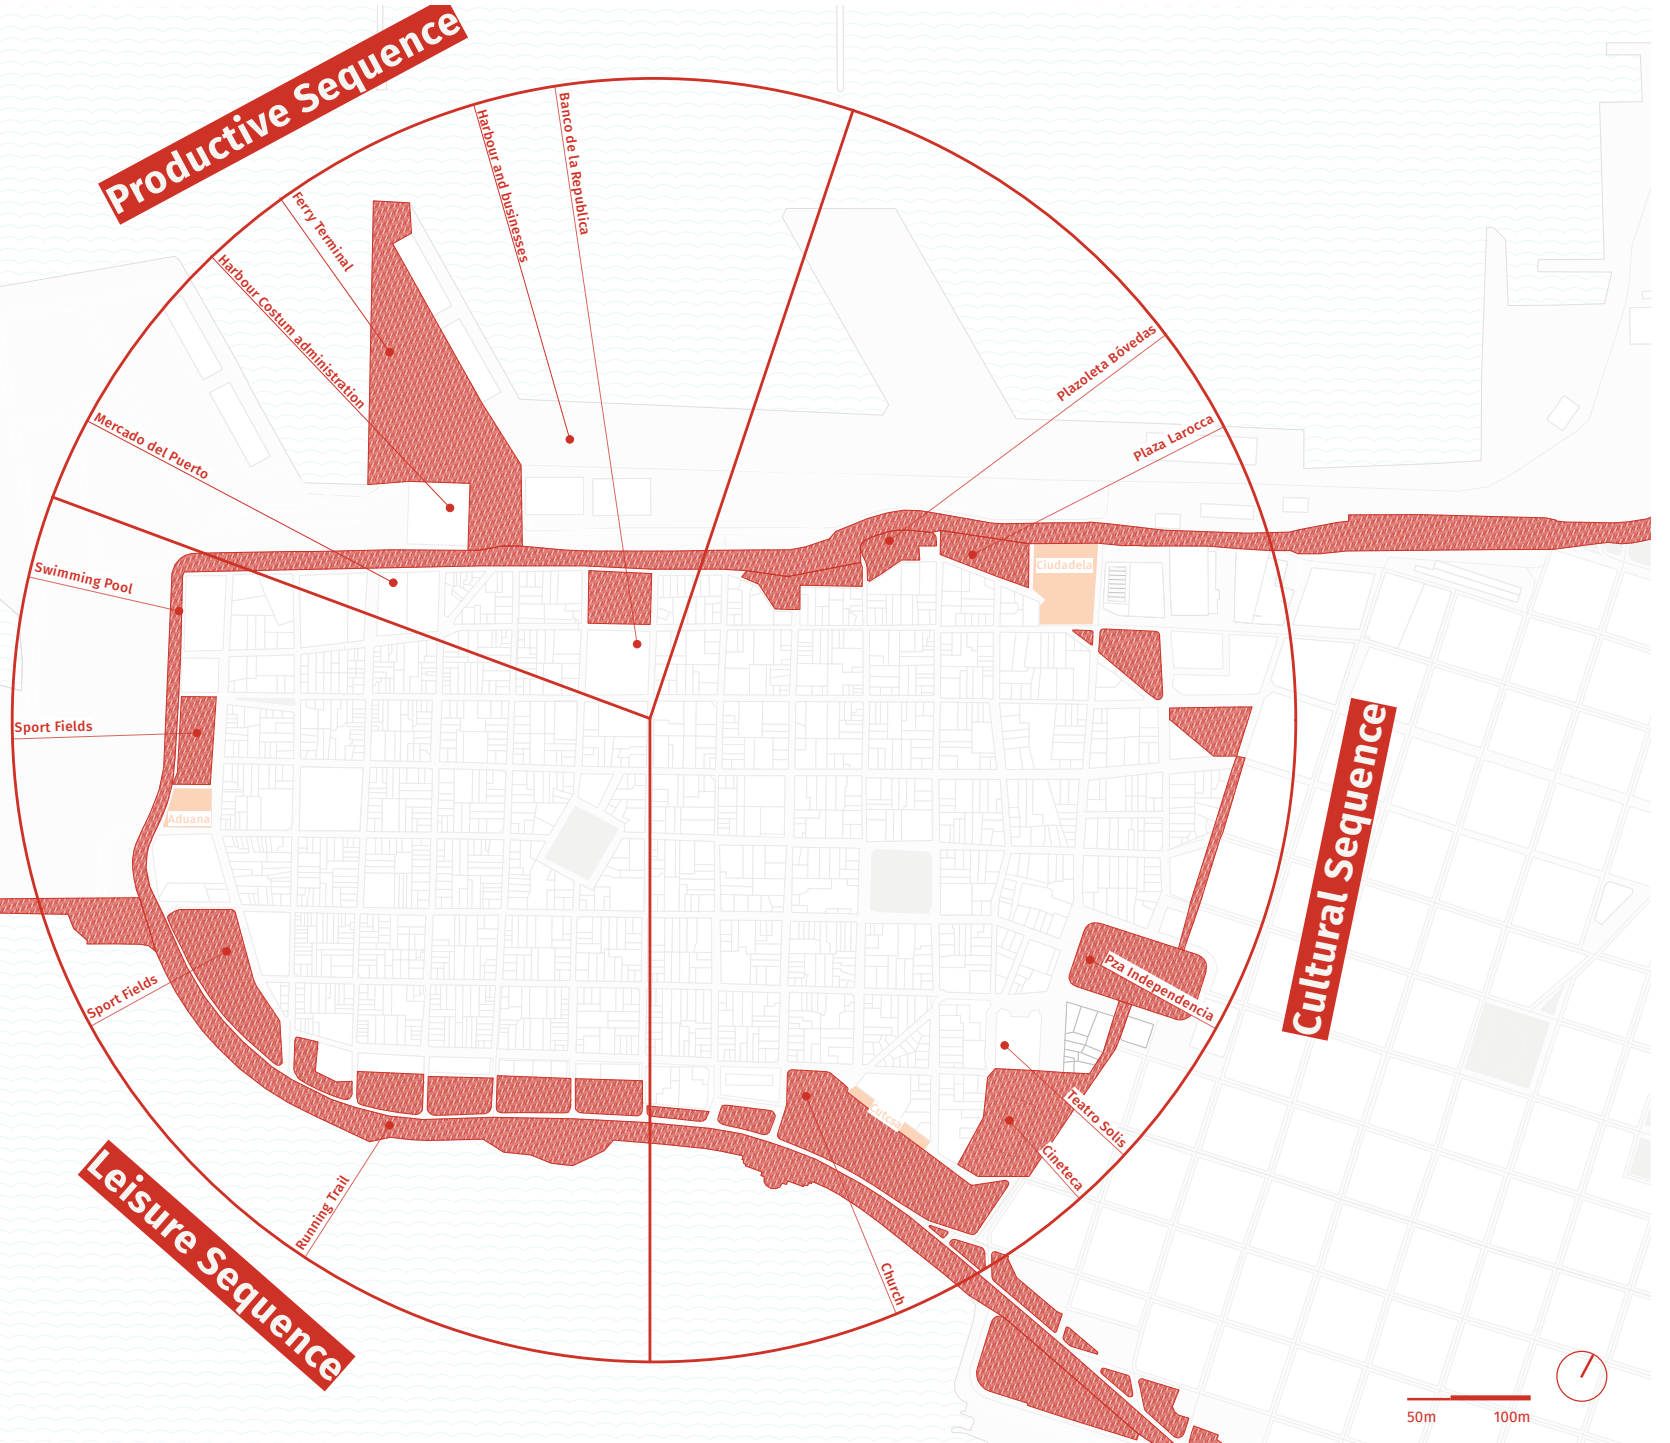 Productive Sequence
Banco de la Republica
Harbour and businesses
Ferry Terminal
Harbour Costum administration
Mercado del Puerto
Plazoleta Bóvedas
Plaza Larocca
Ciudadela
Swimming Pool
Sport Fields
Aduana
Cultural Sequence
Pza Independencia
Sport Fields
Teatro Solis
Cutcsa
Cineteca
Running Trail
Church
Leisure Sequence
50m
100m